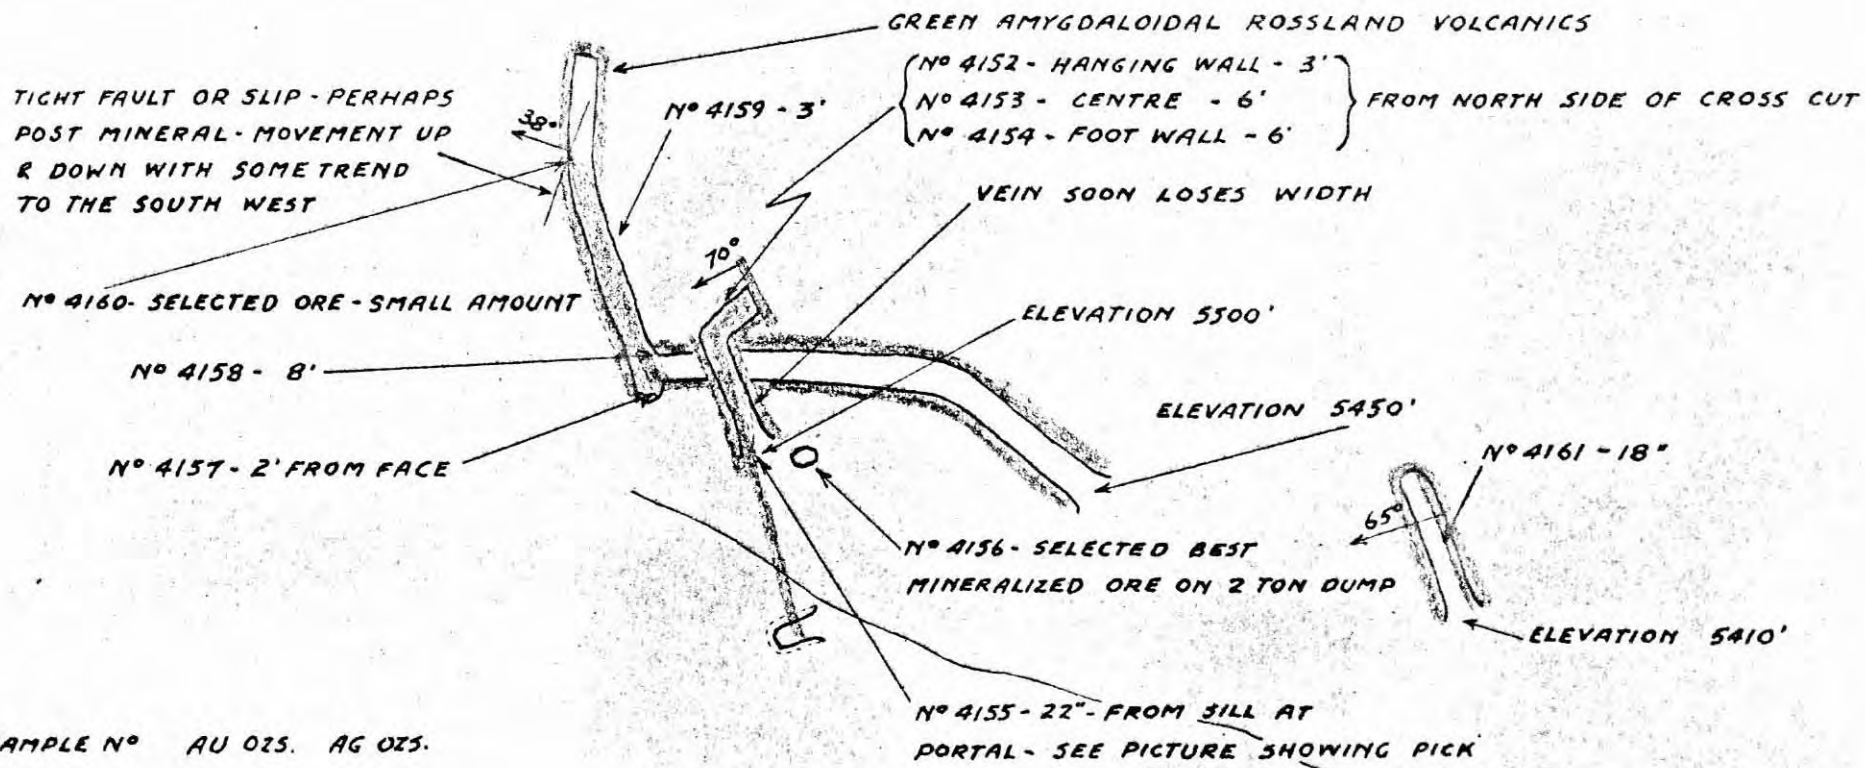 GREEN AMYGDALOIDAL ROSSLAND VOLCANICS
Nº 4152 - HANGING WALL - 3'
Nº 4153 - CENTRE - 6'
Nº 4154 - FOOT WALL - 6'
FROM NORTH SIDE OF CROSS CUT
TIGHT FAULT OR SLIP - PERHAPS
POST MINERAL - MOVEMENT UP
& DOWN WITH SOME TREND
TO THE SOUTH WEST
38°
Nº 4159 - 3'
VEIN SOON LOSES WIDTH
70°
Nº 4160 - SELECTED ORE - SMALL AMOUNT
ELEVATION 5500'
Nº 4158 - 8'
ELEVATION 5450'
Nº 4157 - 2' FROM FACE
Nº 4161 - 18"
65°
Nº 4156 - SELECTED BEST
MINERALIZED ORE ON 2 TON DUMP
ELEVATION 5410'
Nº 4155 - 22" - FROM SILL AT
PORTAL - SEE PICTURE SHOWING PICK
AMPLE Nº AU OZS. AG OZS.